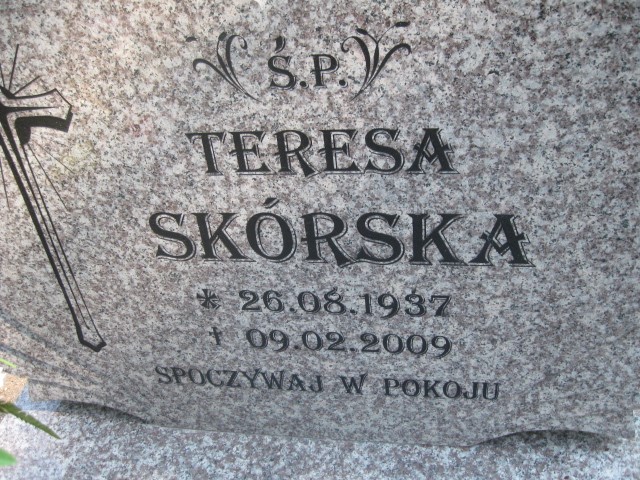 Ś.P.
TERESA
SKÓRSKA
* 26.08.1937
† 09.02.2009
SPOCZYWAJ W POKOJU